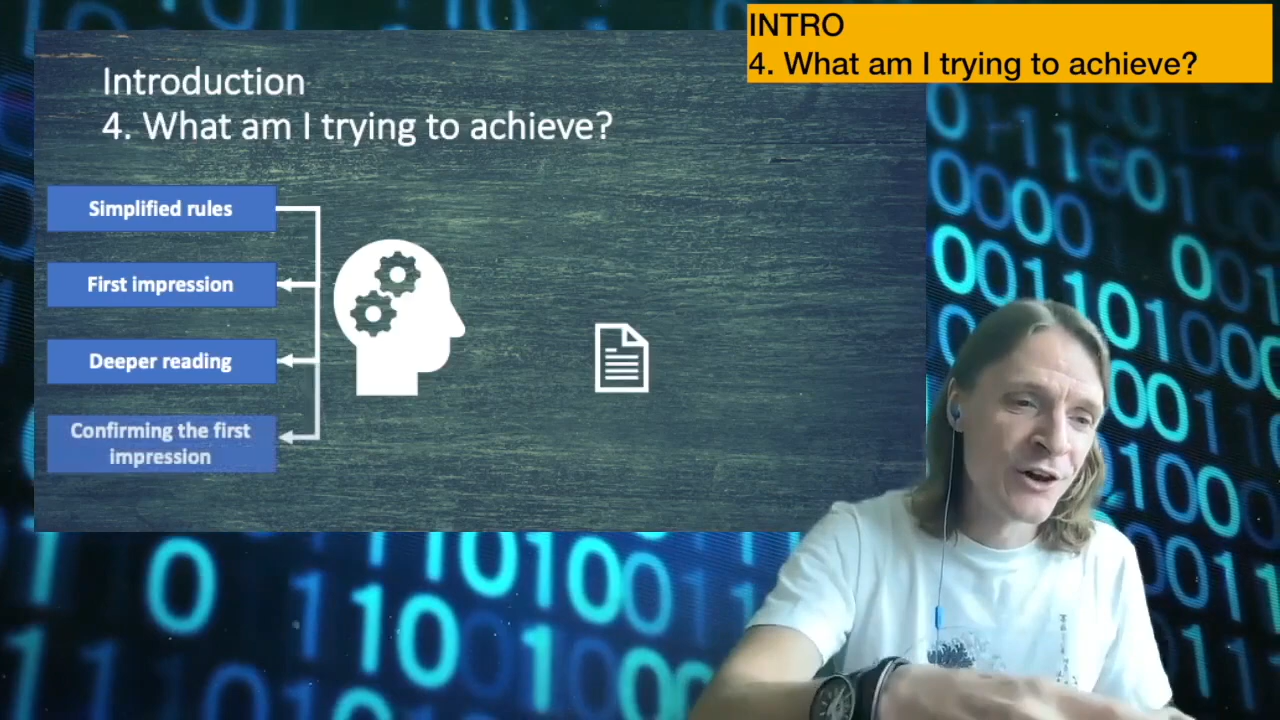 INTRO
4. What am I trying to achieve?
Introduction
4. What am I trying to achieve?
Simplified rules
First impression
Deeper reading
Confirming the first
impression